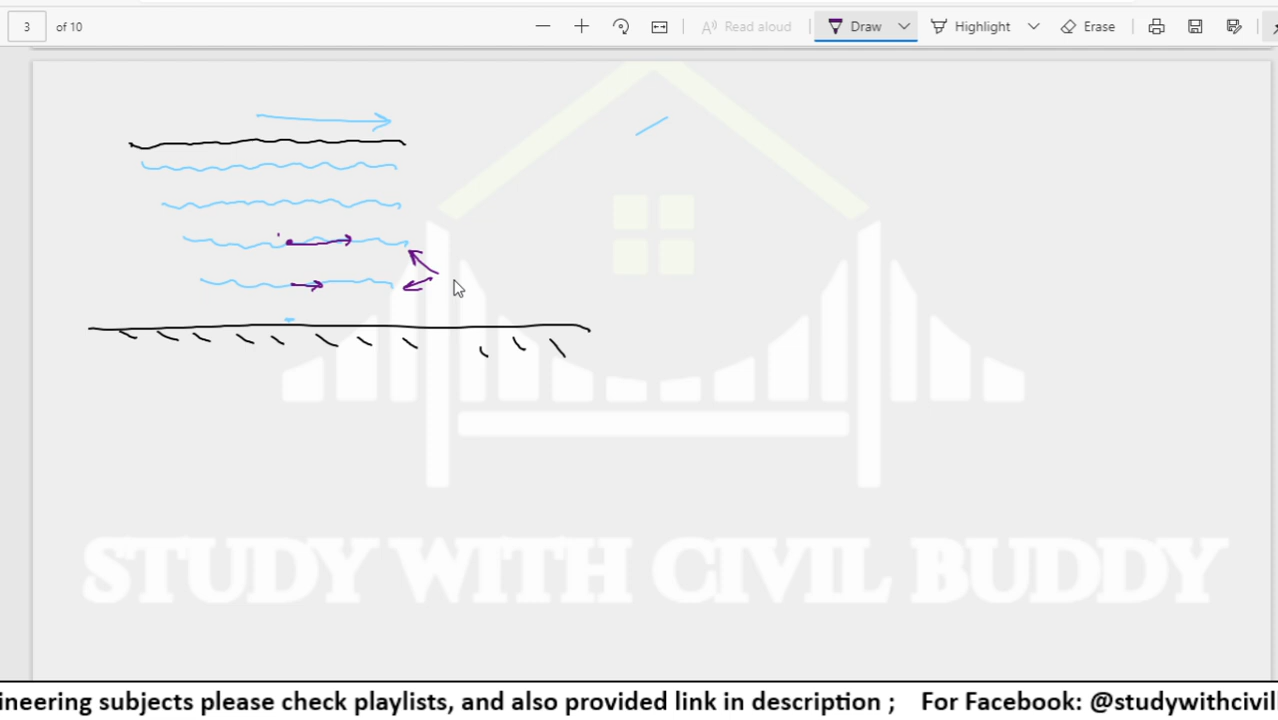 3 of 10 Read aloud Draw Highlight Erase
STUDY WITH CIVIL BUDDY
ineering subjects please check playlists, and also provided link in description ; For Facebook: @studywithcivil